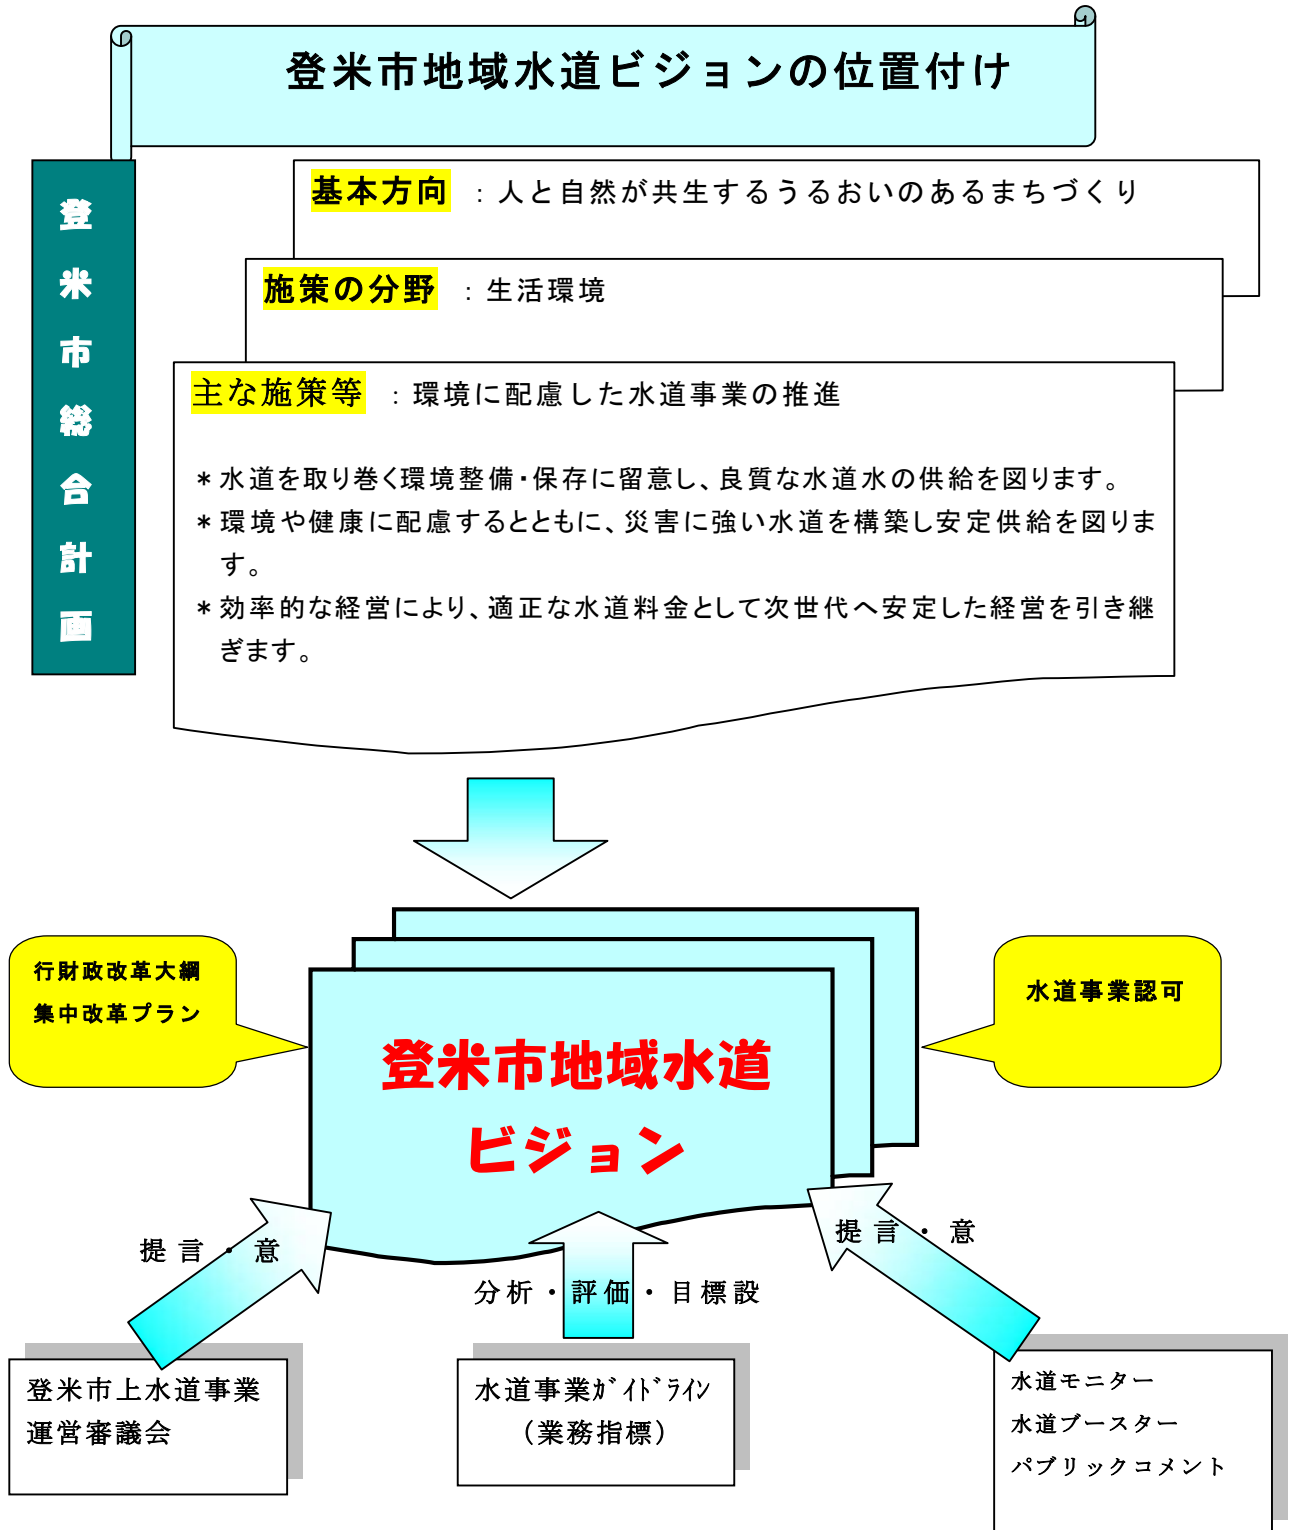 登米市地域水道ビジョンの位置付け
登米市総合計画
基本方向 ：人と自然が共生するうるおいのあるまちづくり
施策の分野 ：生活環境
主な施策等 ：環境に配慮した水道事業の推進
＊水道を取り巻く環境整備・保存に留意し、良質な水道水の供給を図ります。
＊環境や健康に配慮するとともに、災害に強い水道を構築し安定供給を図りま
す。
＊効率的な経営により、適正な水道料金として次世代へ安定した経営を引き継
ぎます。
行財政改革大綱
集中改革プラン
水道事業認可
登米市地域水道
ビジョン
提言・意
提言・意
分析・評価・目標設
登米市上水道事業
運営審議会
水道事業ｶﾞｲﾄﾞﾗｲﾝ
（業務指標）
水道モニター
水道ブースター
パブリックコメント